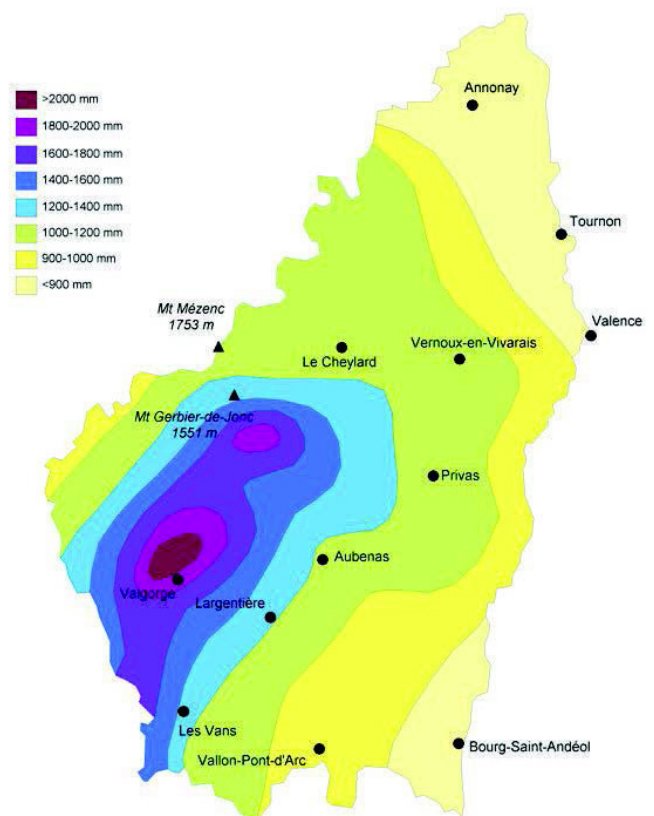 >2000 mm
1800-2000 mm
1600-1800 mm
1400-1600 mm
1200-1400 mm
1000-1200 mm
900-1000 mm
<900 mm
Annonay
Tournon
Valence
Mt Mézenc
1753 m
Le Cheylard
Vernoux-en-Vivarais
Mt Gerbier-de-Jonc
1551 m
Privas
Aubenas
Valgorge
Largentière
Les Vans
Vallon-Pont-d'Arc
Bourg-Saint-Andéol